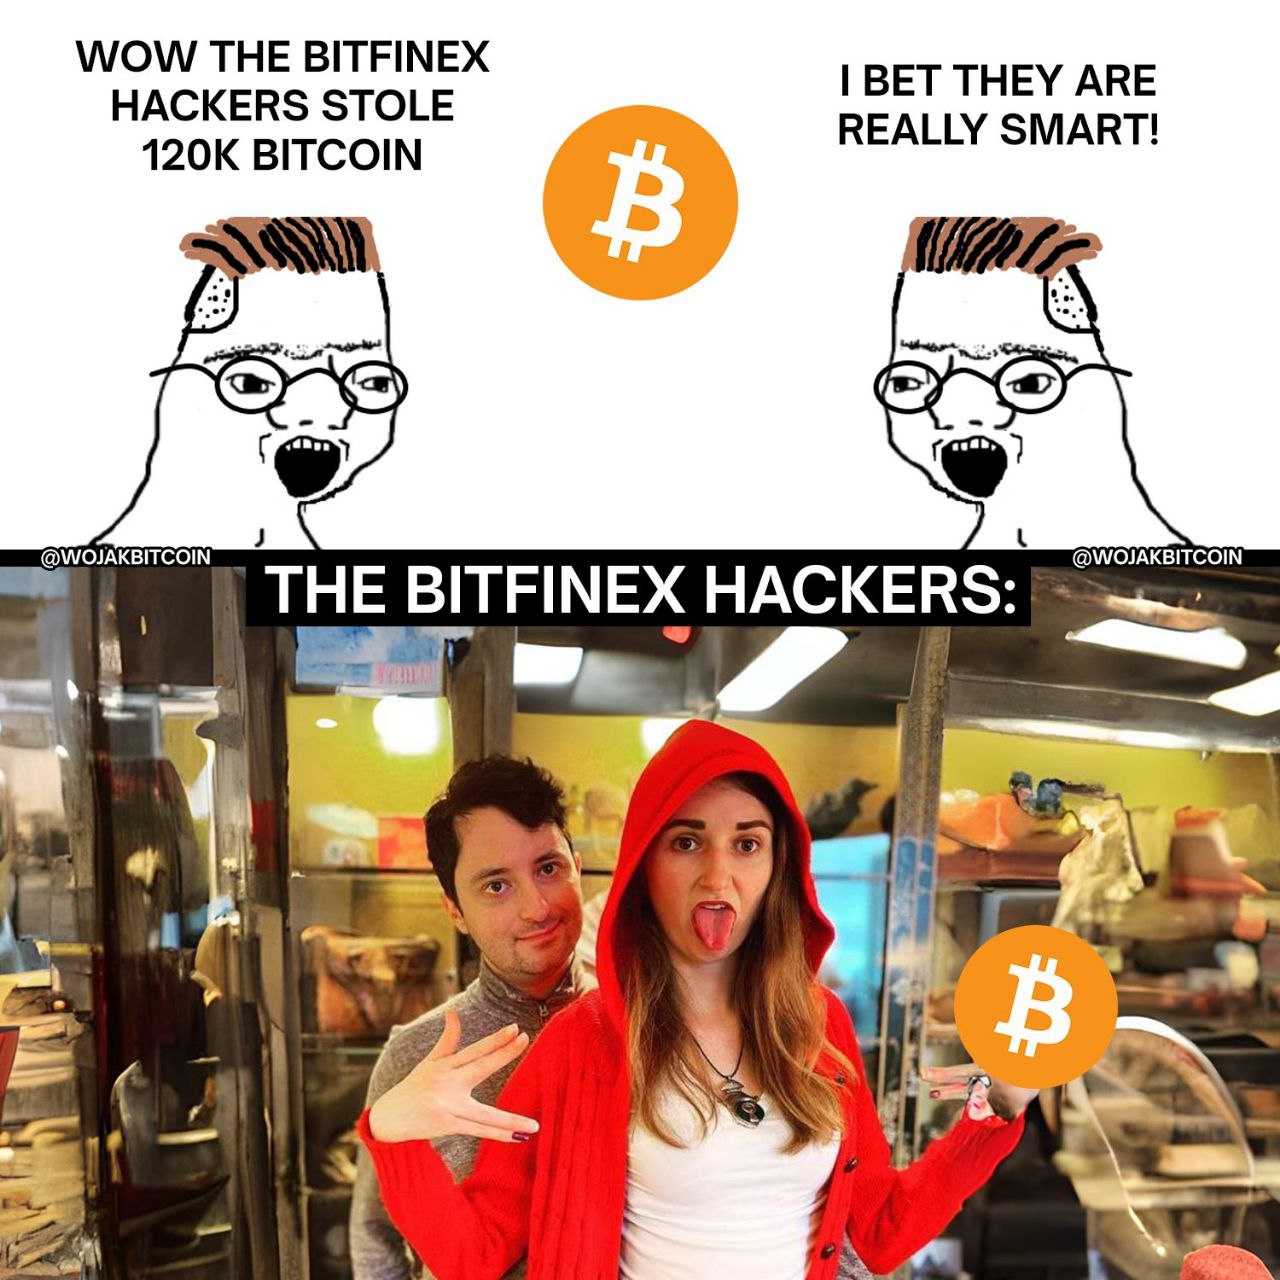 WOW THE BITFINEX
HACKERS STOLE
120K BITCOIN
I BET THEY ARE
REALLY SMART!
@WOJAKBITCOIN
@WOJAKBITCOIN
THE BITFINEX HACKERS: